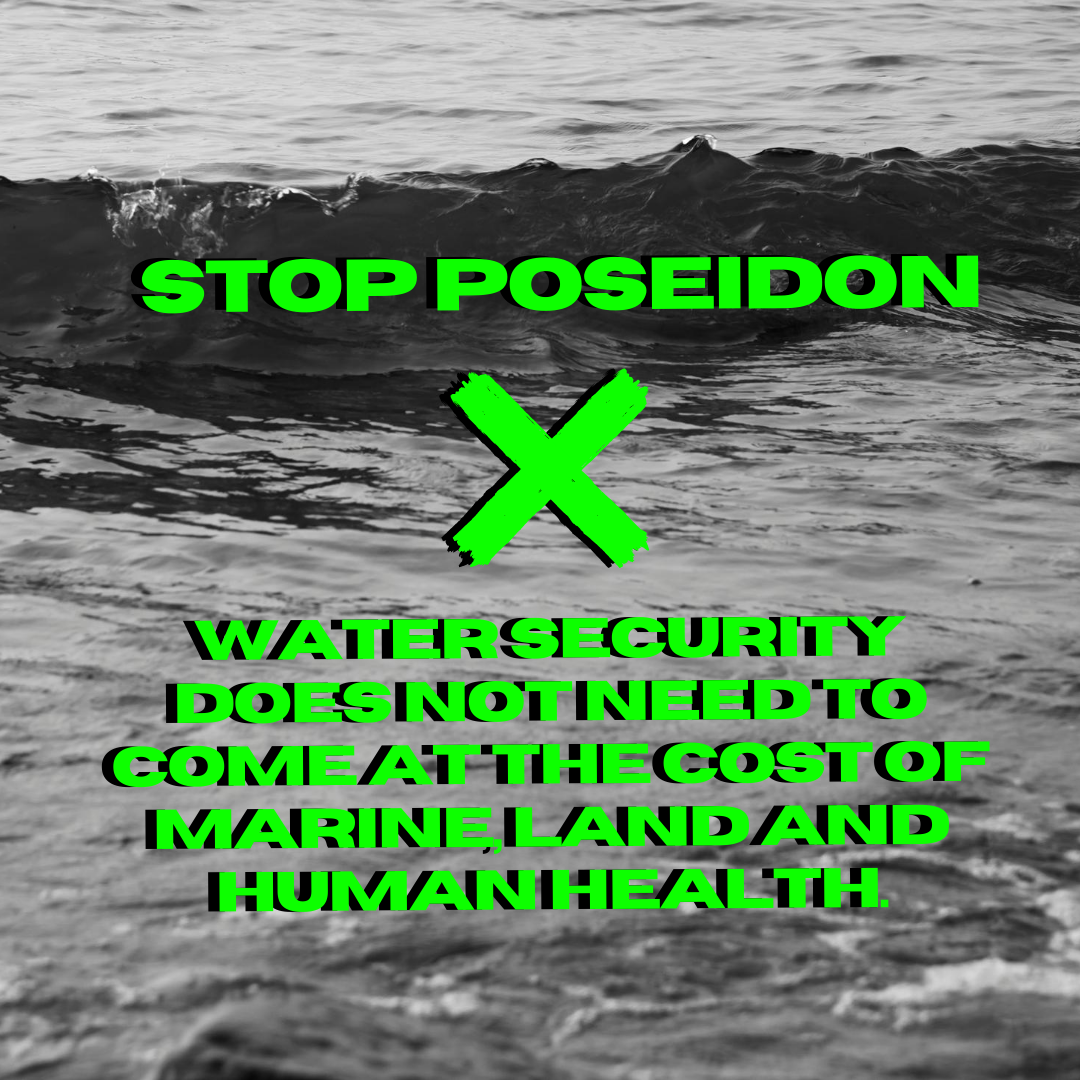 STOP POSEIDON
WATER SECURITY
DOES NOT NEED TO
COME AT THE COST OF
MARINE, LAND AND
HUMAN HEALTH.